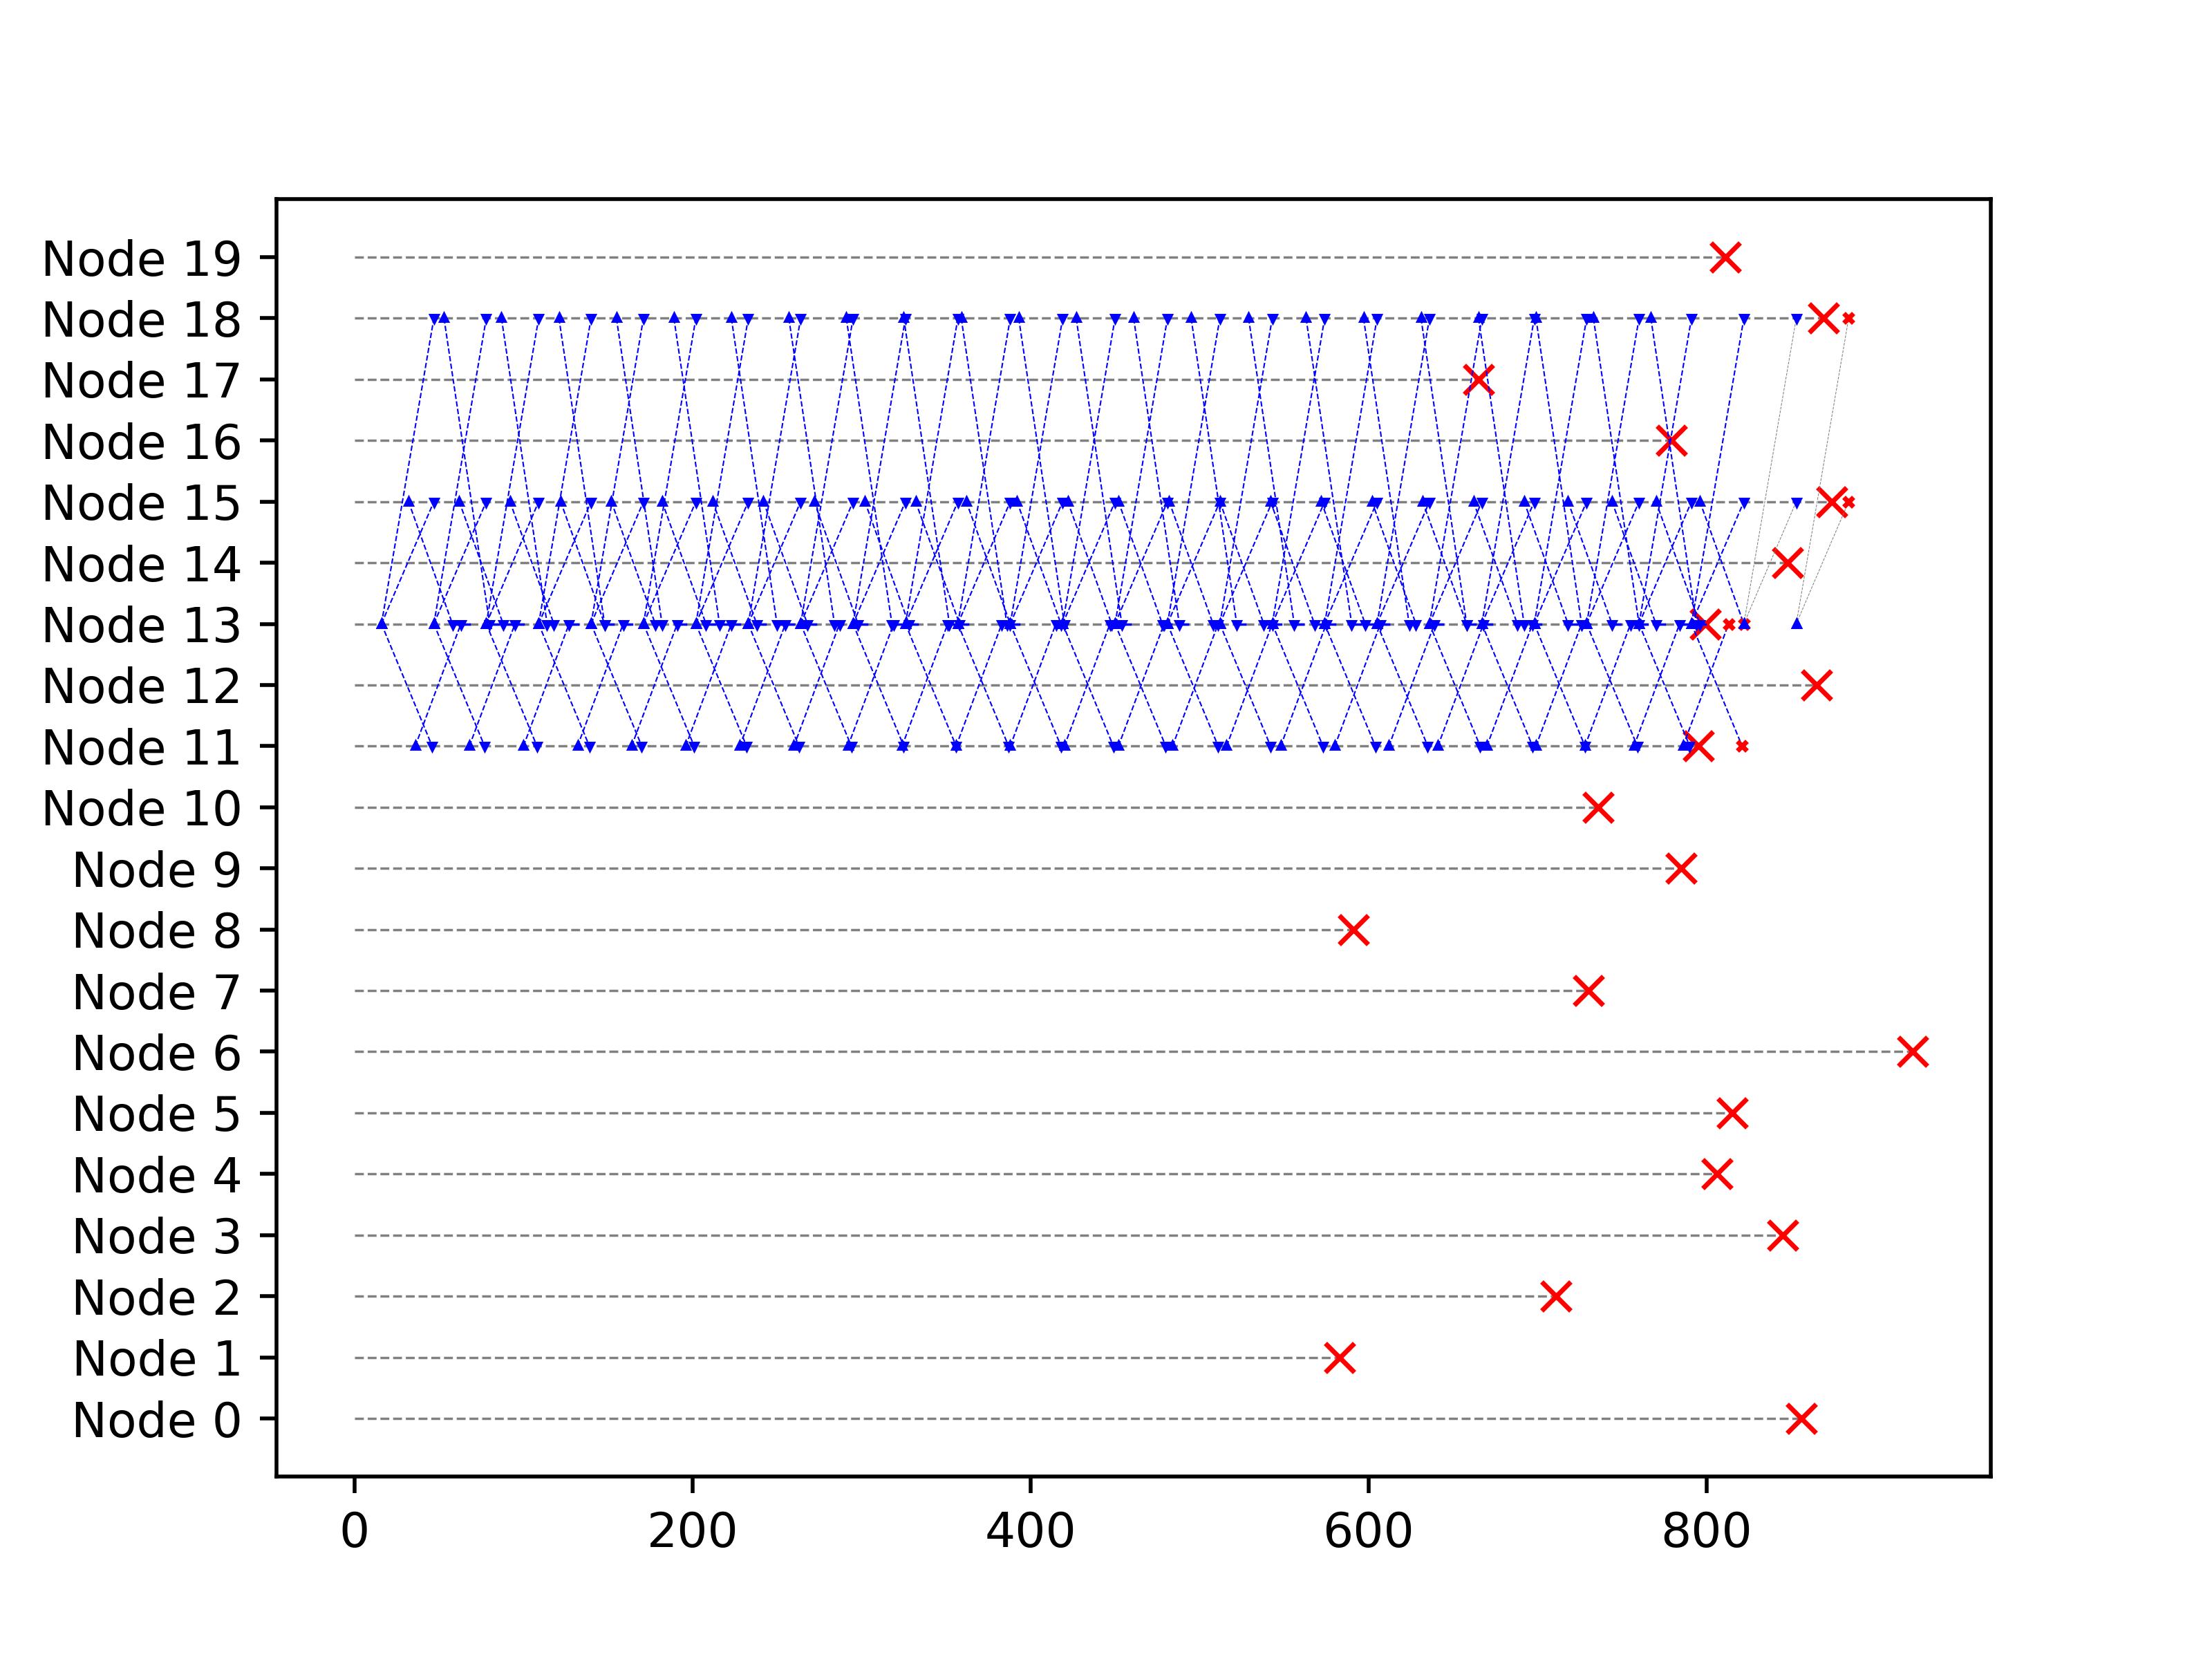 Node 19
Node 18
Node 17
Node 16
Node 15
Node 14
Node 13
Node 12
Node 11
Node 10
Node 9
Node 8
Node 7
Node 6
Node 5
Node 4
Node 3
Node 2
Node 1
Node 0
0 200 400 600 800